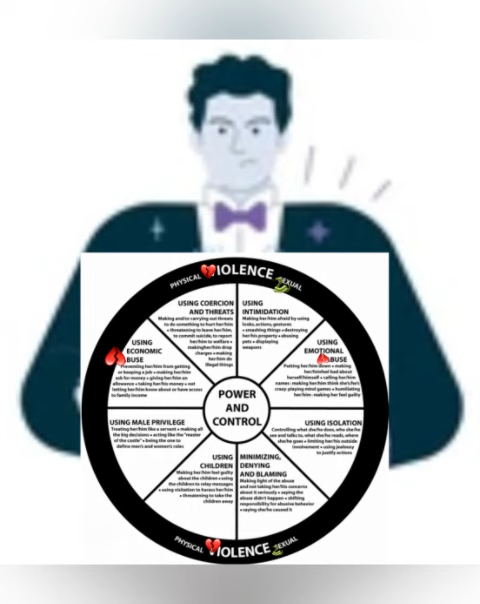 PHYSICAL IOLENCE EXUAL
USING COERCION
AND THREATS
Making and/or carrying out threats
to do something to hurt her/him
• threatening to leave her/him,
to commit suicide, to report
her/him to welfare •
making her/him drop
charges • making
her/him do
illegal things
USING
INTIMIDATION
Making her/him afraid by using
looks, actions, gestures
• smashing things • destroying
her/his property • abusing
pets • displaying
weapons
USING
ECONOMIC
BUSE
Preventing her/him from getting
or keeping a job • making her/him
ask for money • giving her/him an
allowance • taking her/his money • not
letting her/him know about or have access
to family income
USING
EMOTIONAL
BUSE
Putting her/him down • making
her/him feel bad about
herself/himself • calling her/him
names • making her/him think she's/he's
crazy • playing mind games • humiliating
her/him • making her/him feel guilty
POWER
AND
CONTROL
USING MALE PRIVILEGE
Treating her/him like a servant • making all
the big decisions • acting like the "master
of the castle" • being the one to
define men's and women's roles
USING ISOLATION
Controlling what she/he does, who she/he
sees and talks to, what she/he reads, where
she/he goes • limiting her/his outside
involvement • using jealousy
to justify actions
USING
CHILDREN
Making her/him feel guilty
about the children • using
the children to relay messages
• using visitation to harass her/him
• threatening to take the
children away
MINIMIZING,
DENYING
AND BLAMING
Making light of the abuse
and not taking her/his concerns
about it seriously • saying the
abuse didn't happen • shifting
responsibility for abusive behavior
• saying she/he caused it
PHYSICAL IOLENCE EXUAL